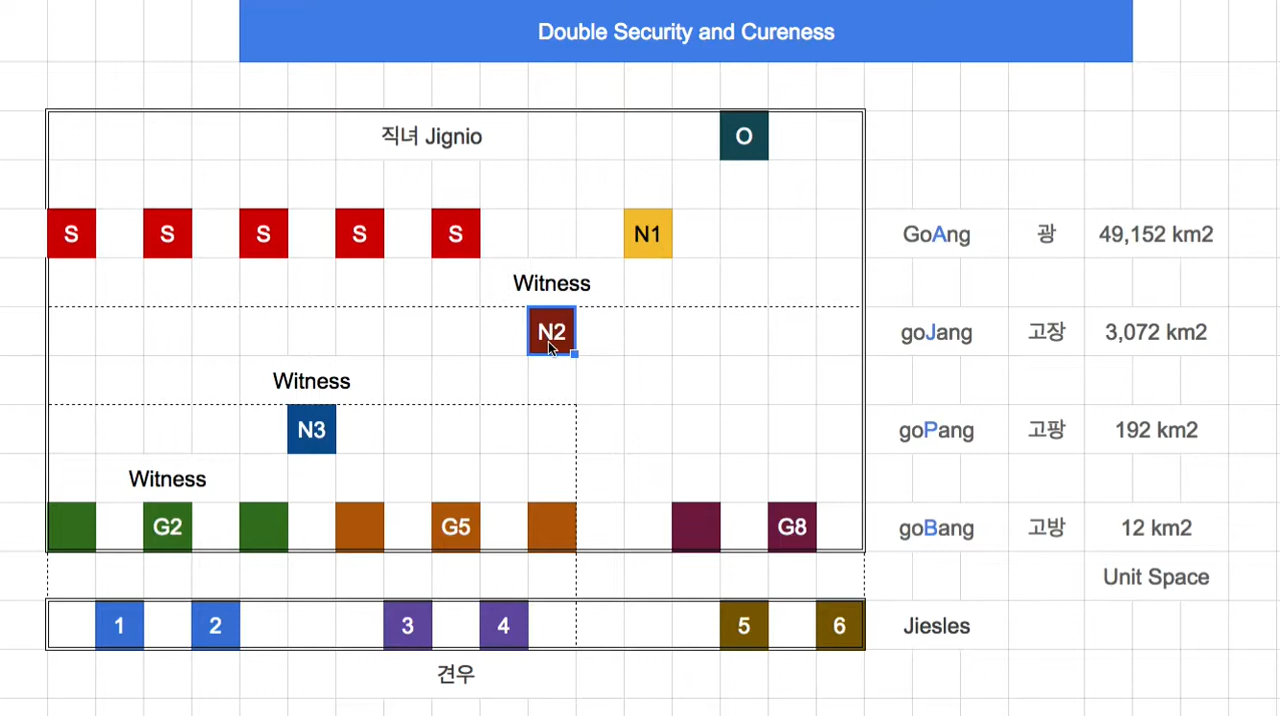 Double Security and Cureness
직녀 Jignio
O
S S S S S N1 GoAng 광 49,152 km2
Witness
N2 goJang 고장 3,072 km2
Witness
N3 goPang 고팡 192 km2
Witness
G2 G5 G8 goBang 고방 12 km2
Unit Space
1 2 3 4 5 6 Jiesles
견우